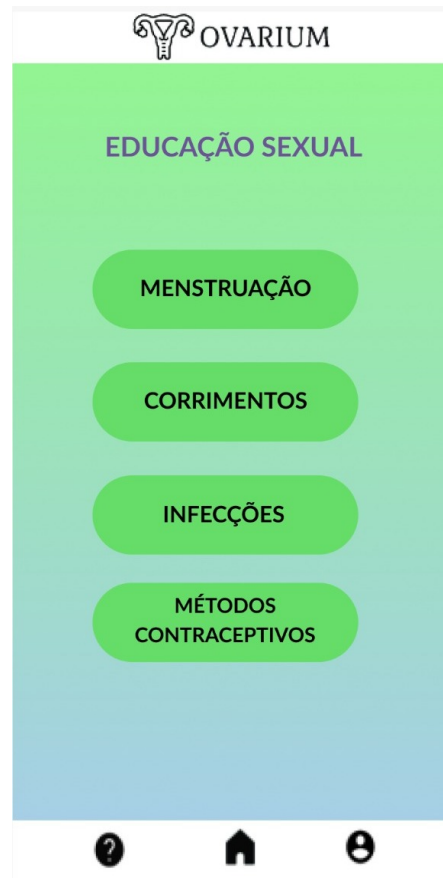 OVARIUM
EDUCAÇÃO SEXUAL
MENSTRUAÇÃO
CORRIMENTOS
INFECÇÕES
MÉTODOS
CONTRACEPTIVOS